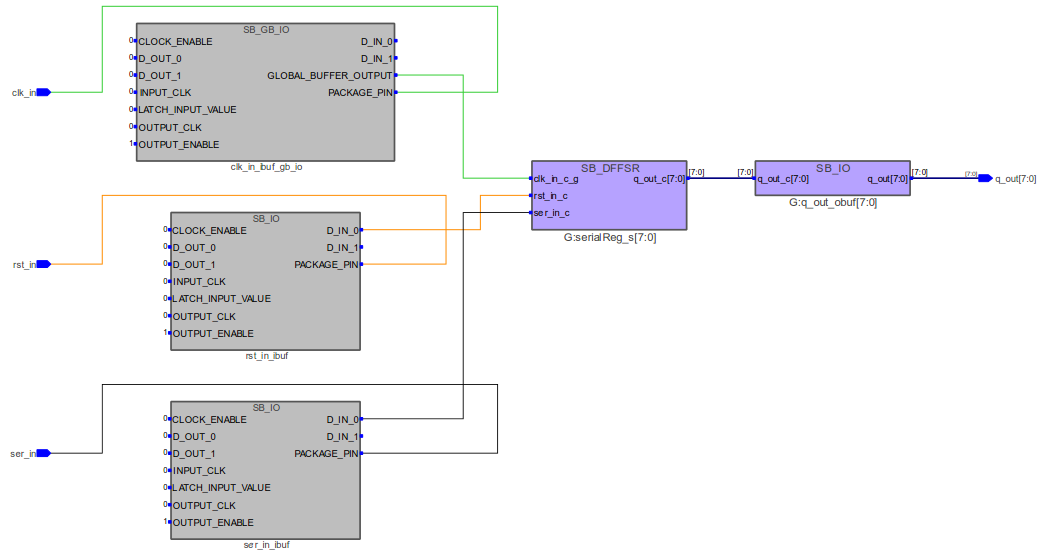 SB_GB_IO
0 CLOCK_ENABLE D_IN_0
0 D_OUT_0 D_IN_1
0 D_OUT_1 GLOBAL_BUFFER_OUTPUT
clk_in 0 INPUT_CLK PACKAGE_PIN
0 LATCH_INPUT_VALUE
0 OUTPUT_CLK
1 OUTPUT_ENABLE
clk_in_ibuf_gb_io
SB_DFFSR
clk_in_c_g q_out_c[7:0] [7:0]
rst_in_c
ser_in_c
G:serialReg_s[7:0]
SB_IO
[7:0] q_out_c[7:0] q_out[7:0] [7:0]
G:q_out_obuf[7:0]
[7:0] q_out[7:0]
SB_IO
0 CLOCK_ENABLE D_IN_0
0 D_OUT_0 D_IN_1
rst_in 0 D_OUT_1 PACKAGE_PIN
0 INPUT_CLK
0 LATCH_INPUT_VALUE
0 OUTPUT_CLK
1 OUTPUT_ENABLE
rst_in_ibuf
SB_IO
0 CLOCK_ENABLE D_IN_0
0 D_OUT_0 D_IN_1
ser_in 0 D_OUT_1 PACKAGE_PIN
0 INPUT_CLK
0 LATCH_INPUT_VALUE
0 OUTPUT_CLK
1 OUTPUT_ENABLE
ser_in_ibuf